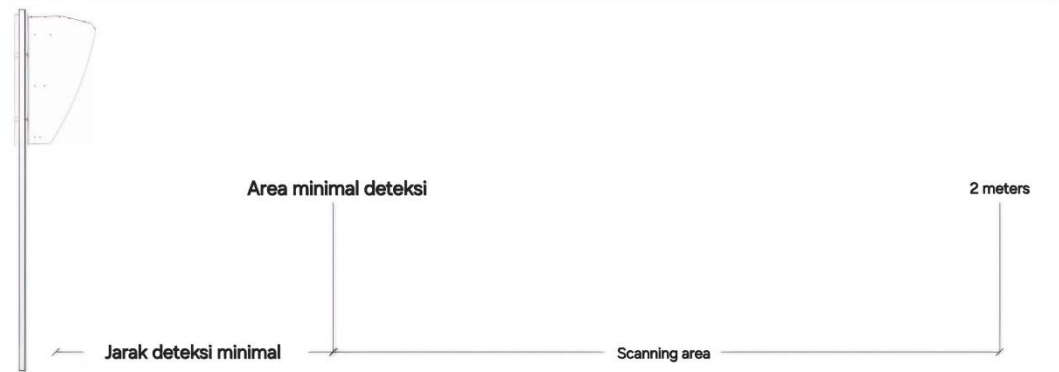 Area minimal deteksi
2 meters
Jarak deteksi minimal
Scanning area